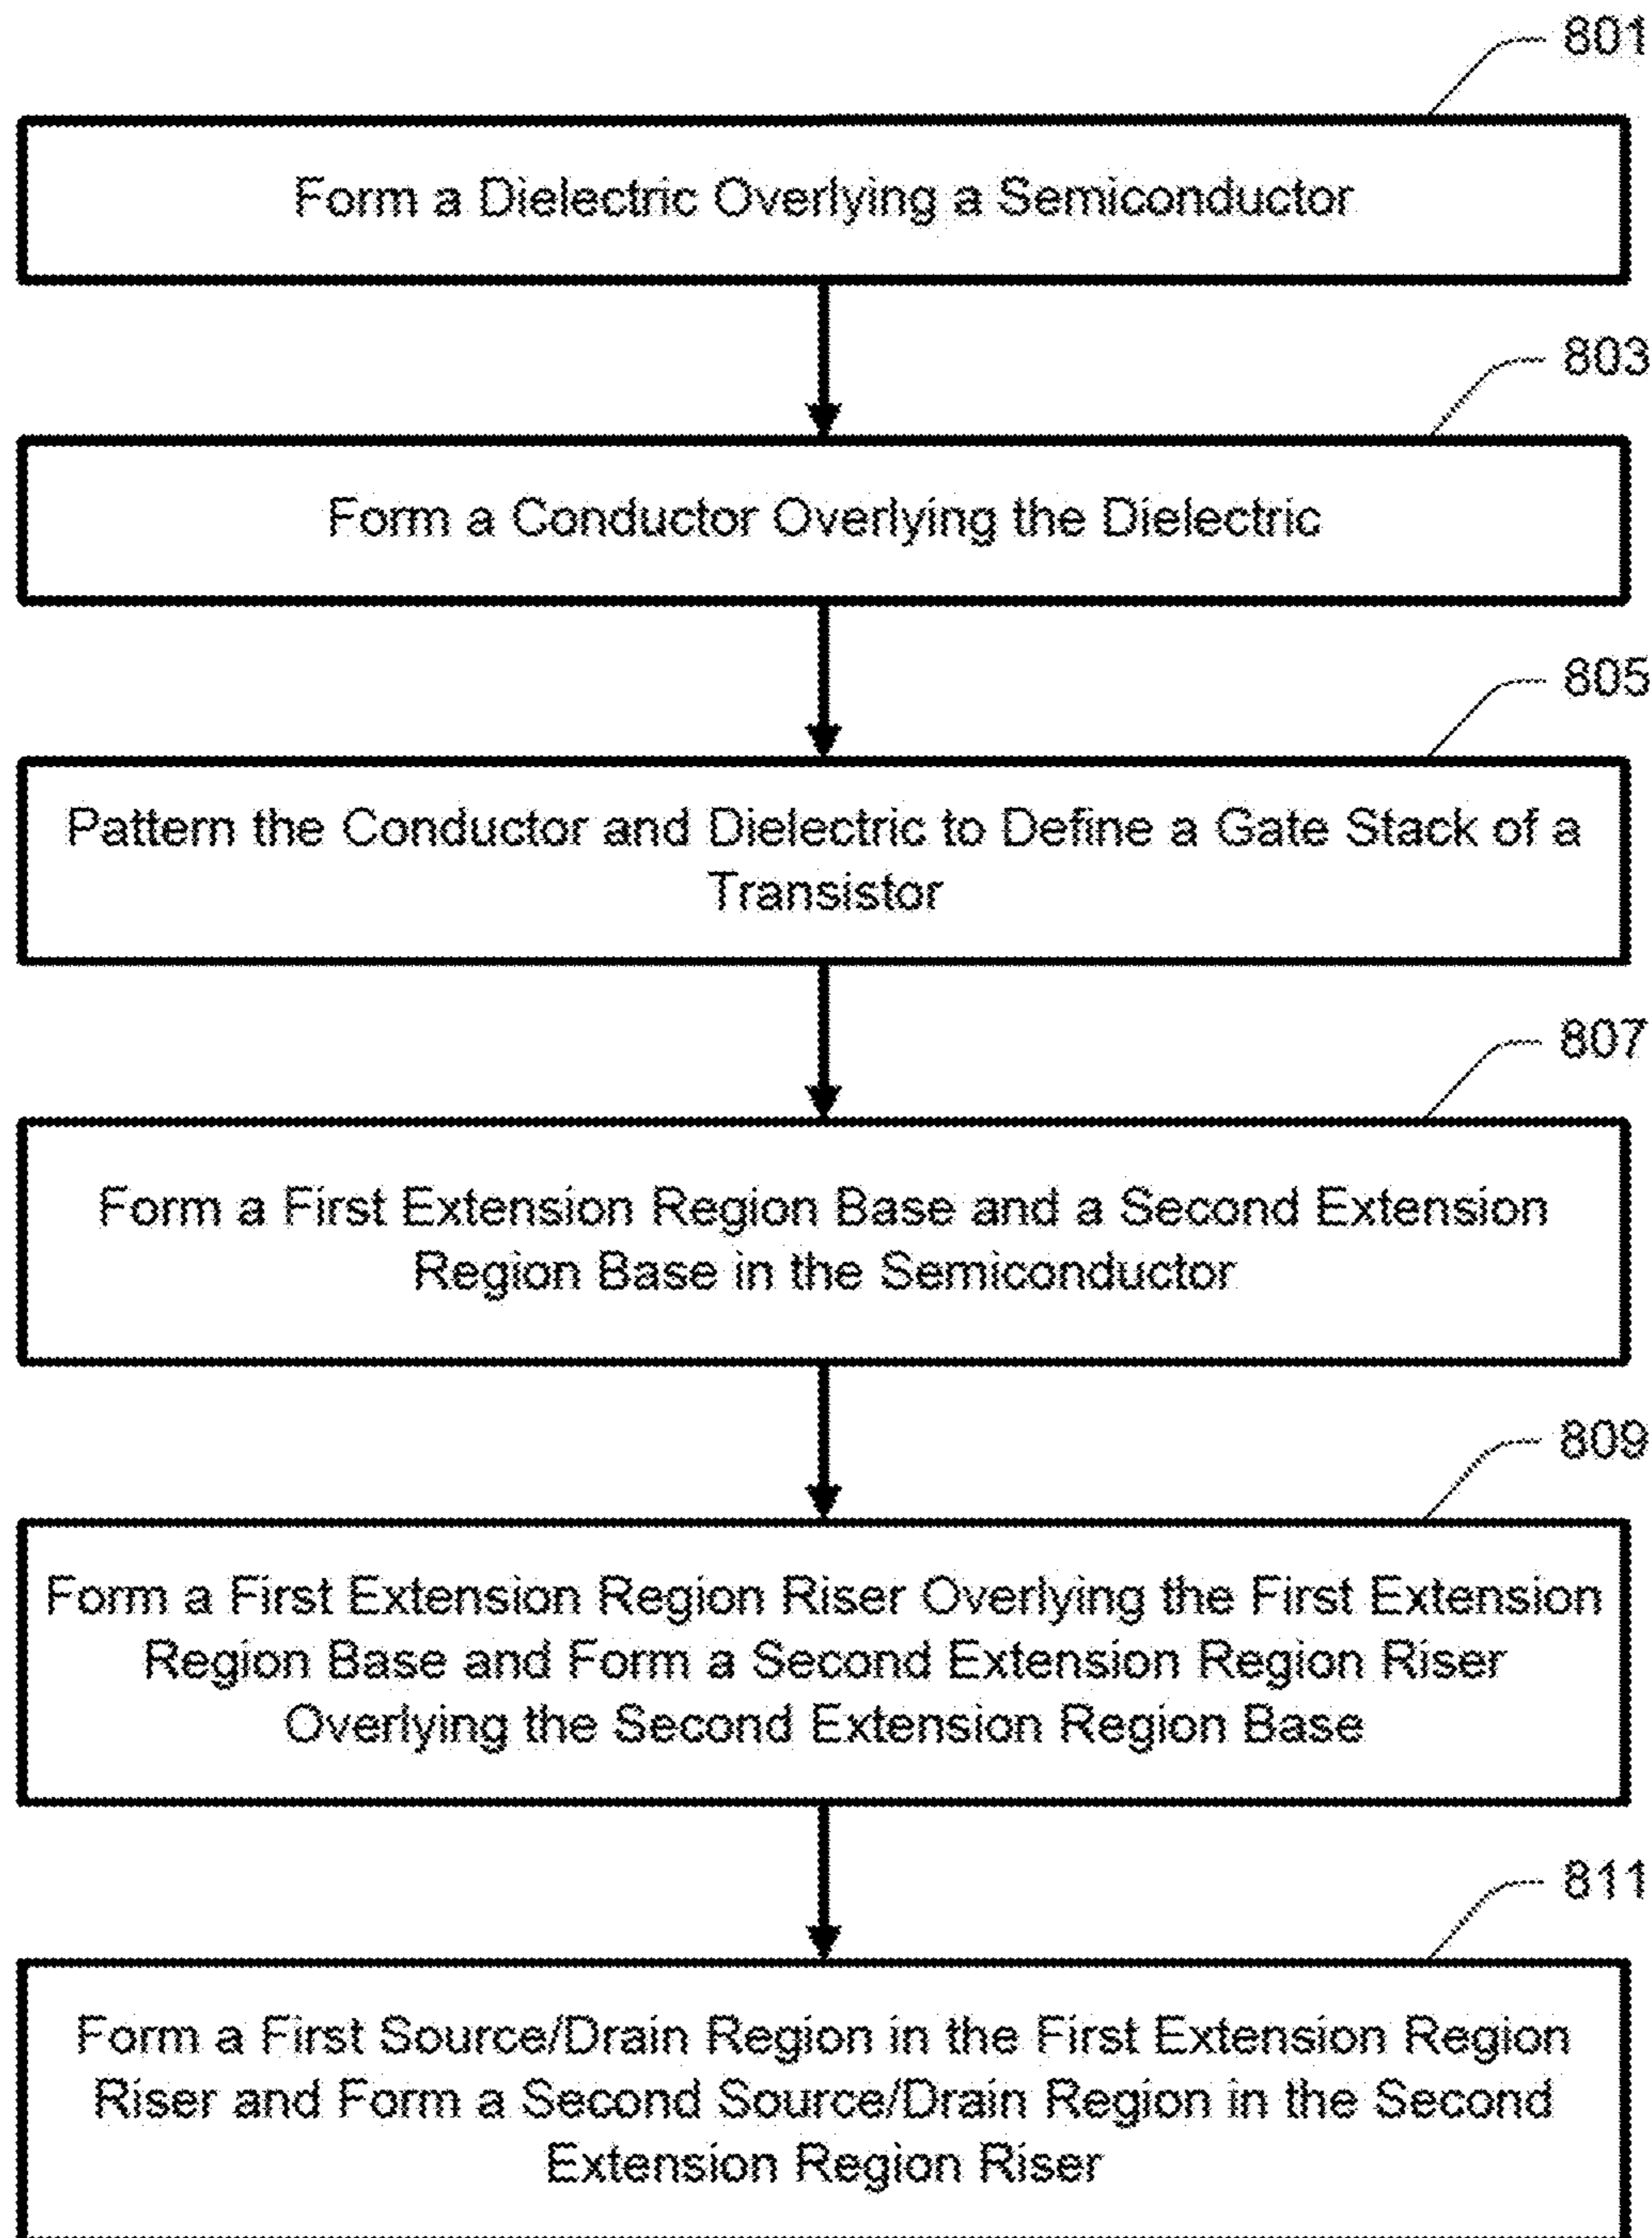 801
Form a Dielectric Overlying a Semiconductor
803
Form a Conductor Overlying the Dielectric
805
Pattern the Conductor and Dielectric to Define a Gate Stack of a
Transistor
807
Form a First Extension Region Base and a Second Extension
Region Base in the Semiconductor
809
Form a First Extension Region Riser Overlying the First Extension
Region Base and Form a Second Extension Region Riser
Overlying the Second Extension Region Base
811
Form a First Source/Drain Region in the First Extension Region
Riser and Form a Second Source/Drain Region in the Second
Extension Region Riser